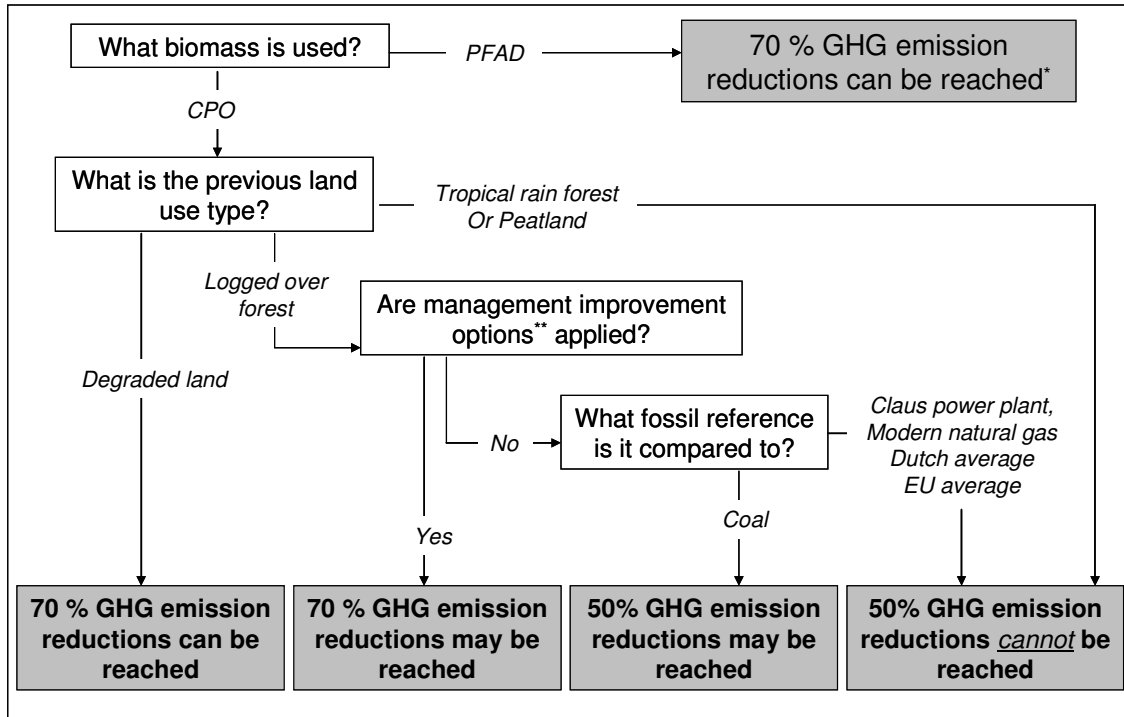 What biomass is used?
PFAD
70 % GHG emission
reductions can be reached*
CPO
What is the previous land
use type?
Tropical rain forest
Or Peatland
Logged over
forest
Are management improvement
options** applied?
Degraded land
What fossil reference
is it compared to?
No
Claus power plant,
Modern natural gas
Dutch average
EU average
Yes
Coal
70 % GHG emission
reductions can be
reached
70 % GHG emission
reductions may be
reached
50% GHG emission
reductions may be
reached
50% GHG emission
reductions cannot be
reached